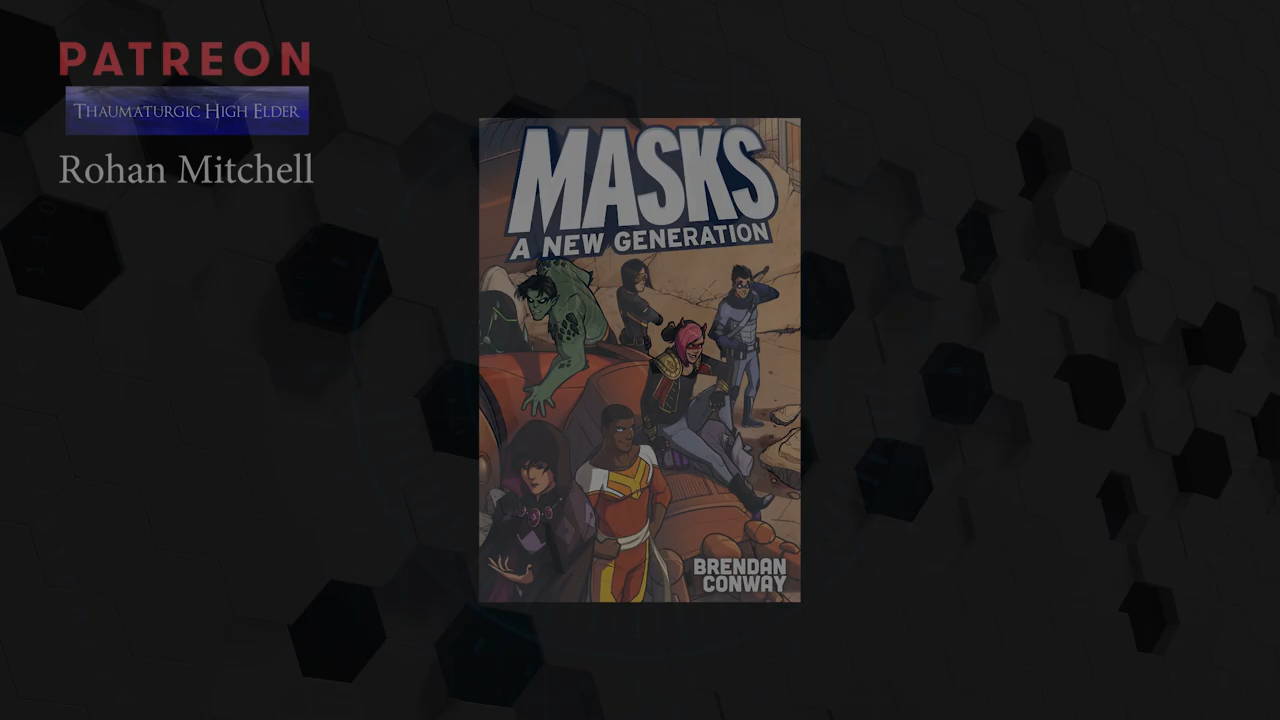 PATREON
THAUMATURGIC HIGH ELDER
Rohan Mitchell
MASKS
A NEW GENERATION
BRENDAN
CONWAY